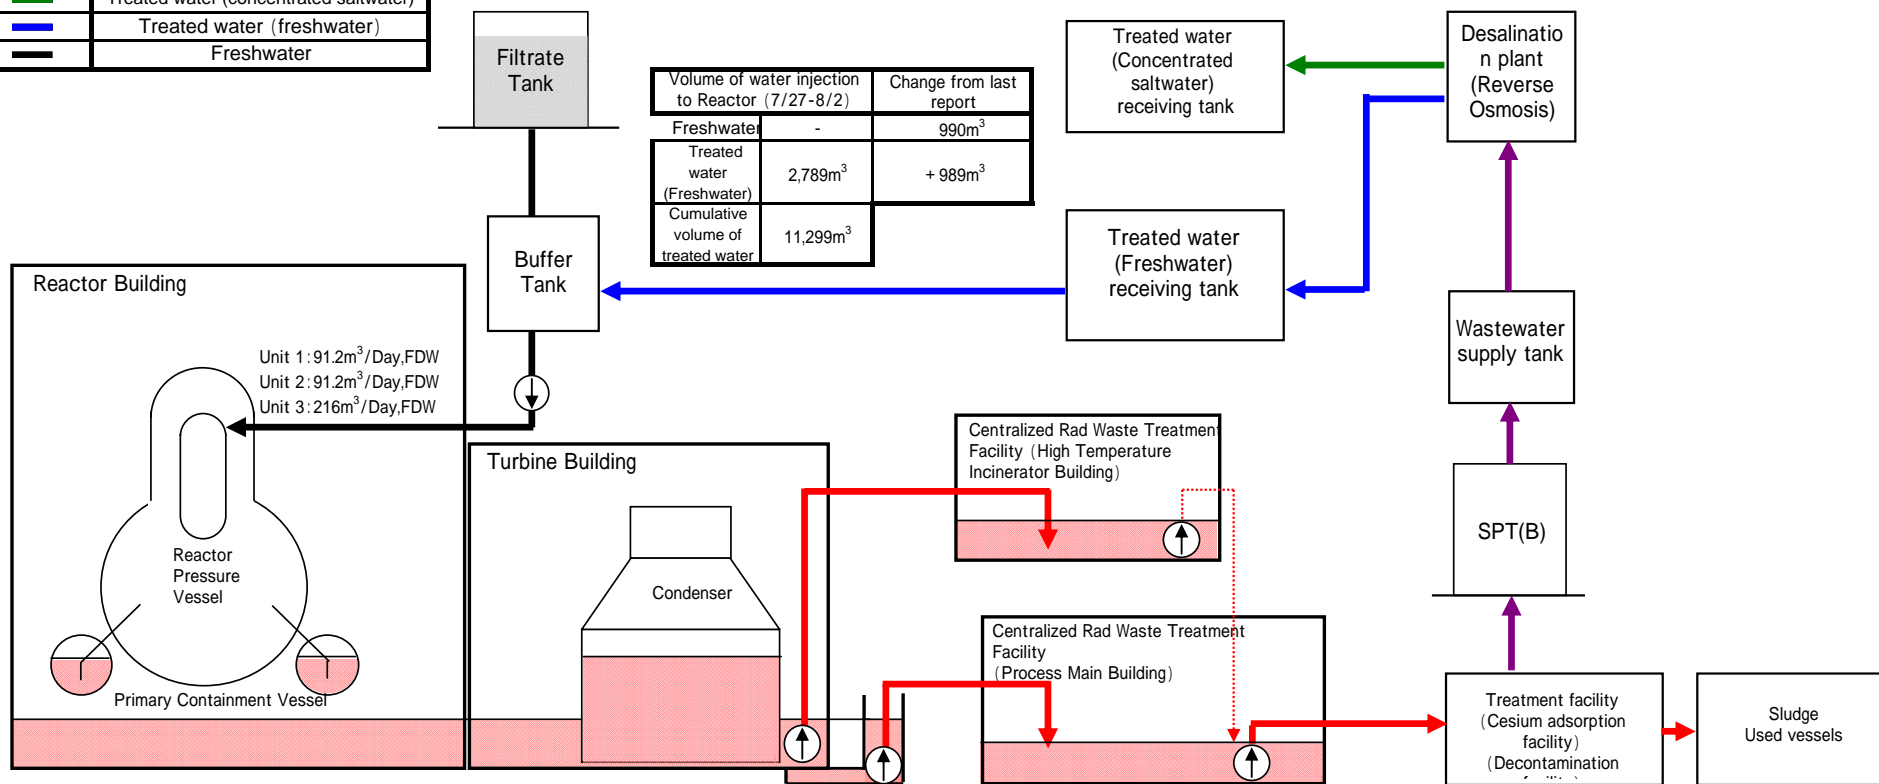 Treated water (concentrated saltwater)
Treated water (freshwater)
Freshwater
Filtrate
Tank
Volume of water injection
to Reactor (7/27-8/2)
Change from last
report
Freshwater
-
990m³
Treated
water
(Freshwater)
2,789m³
+ 989m³
Cumulative
volume of
treated water
11,299m³
Treated water
(Concentrated
saltwater)
receiving tank
Desalinatio
n plant
(Reverse
Osmosis)
Buffer
Tank
Treated water
(Freshwater)
receiving tank
Wastewater
supply tank
Reactor Building
Unit 1:91.2m³/Day,FDW
Unit 2:91.2m³/Day,FDW
Unit 3:216m³/Day,FDW
Reactor
Pressure
Vessel
Primary Containment Vessel
Turbine Building
Condenser
Centralized Rad Waste Treatment
Facility (High Temperature
Incinerator Building)
SPT(B)
Centralized Rad Waste Treatment
Facility
(Process Main Building)
Treatment facility
(Cesium adsorption
facility)
(Decontamination
Sludge
Used vessels